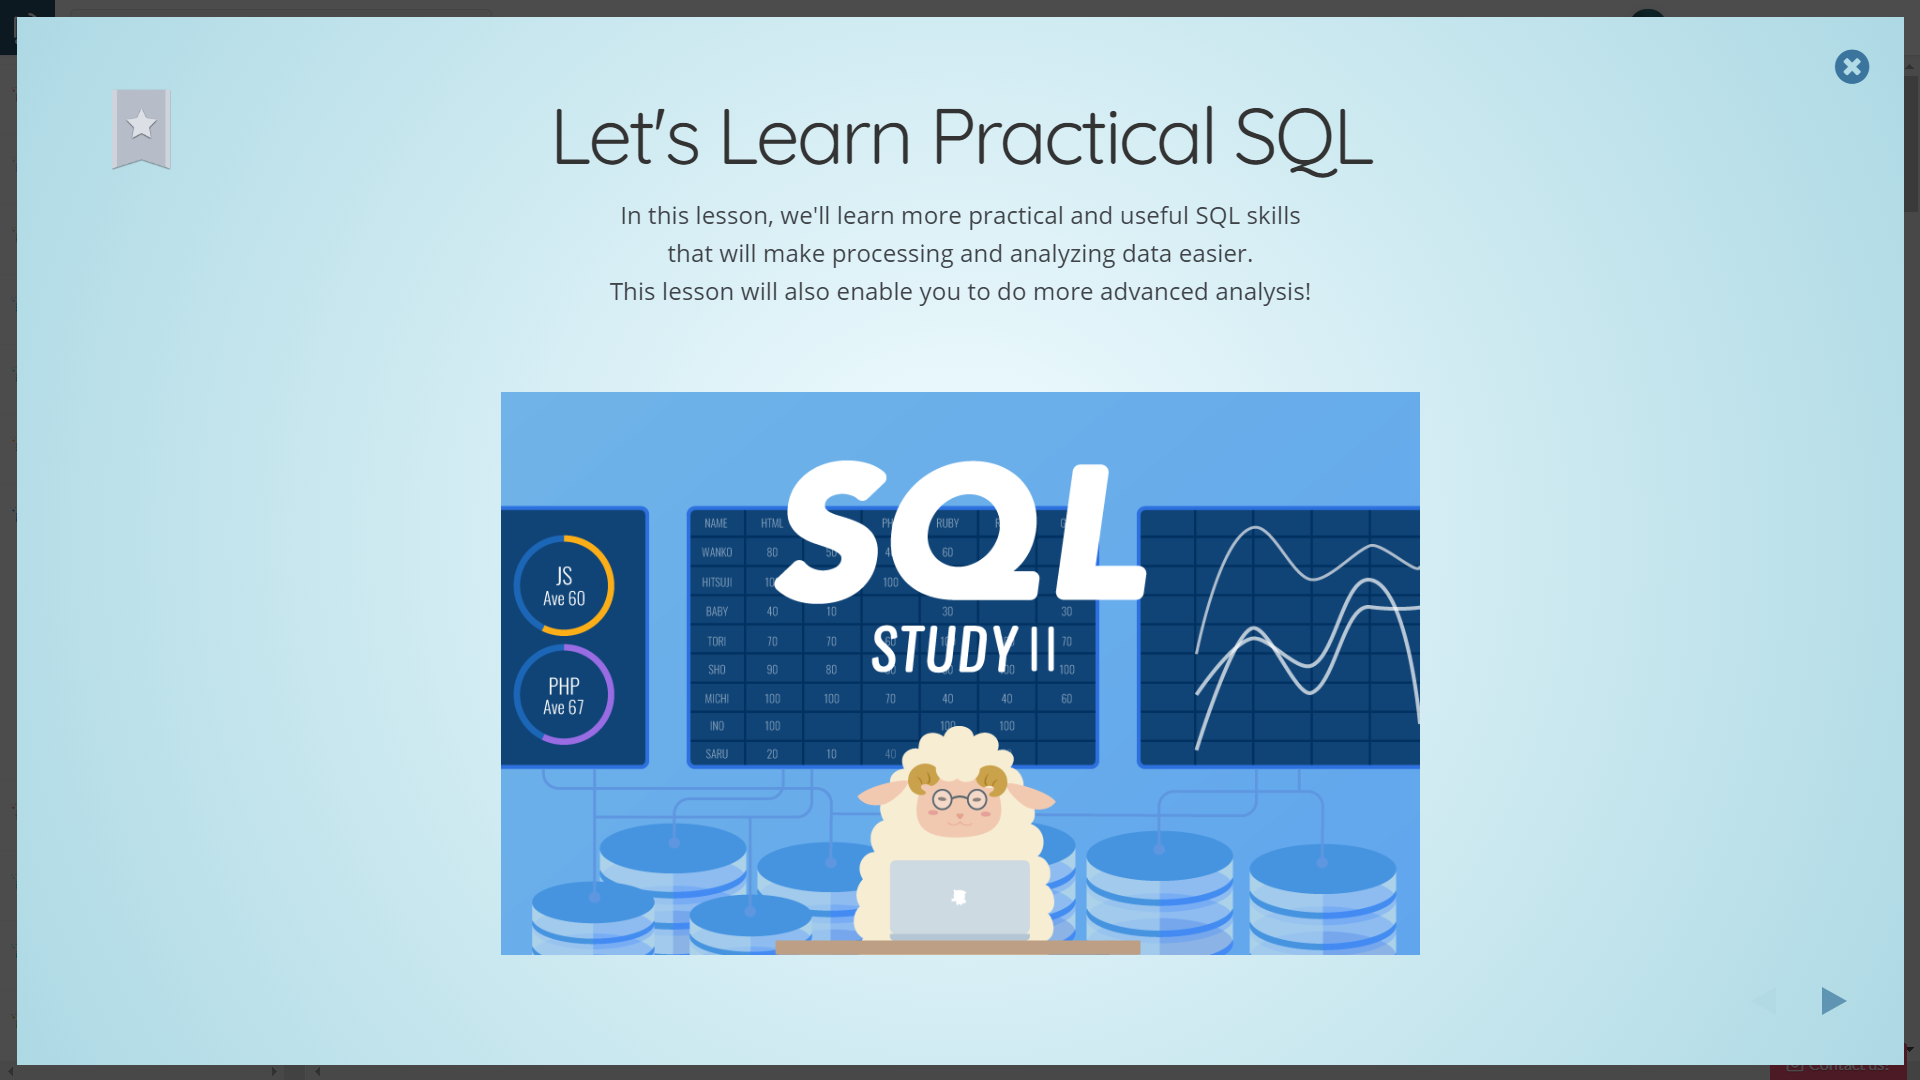 Let's Learn Practical SQL
In this lesson, we'll learn more practical and useful SQL skills
that will make processing and analyzing data easier.
This lesson will also enable you to do more advanced analysis!
SQL
STUDY II
JS
Ave 60
PHP
Ave 67
NAME HTML RUBY
WANKO 80 60
HITSUJI 100
BABY 40 10 30 30
TORI 70 70 70
SHO 90 80 100
MICHI 100 100 70 40 40 60
INO 100 100 100
SARU 20 10 40
Contact us!